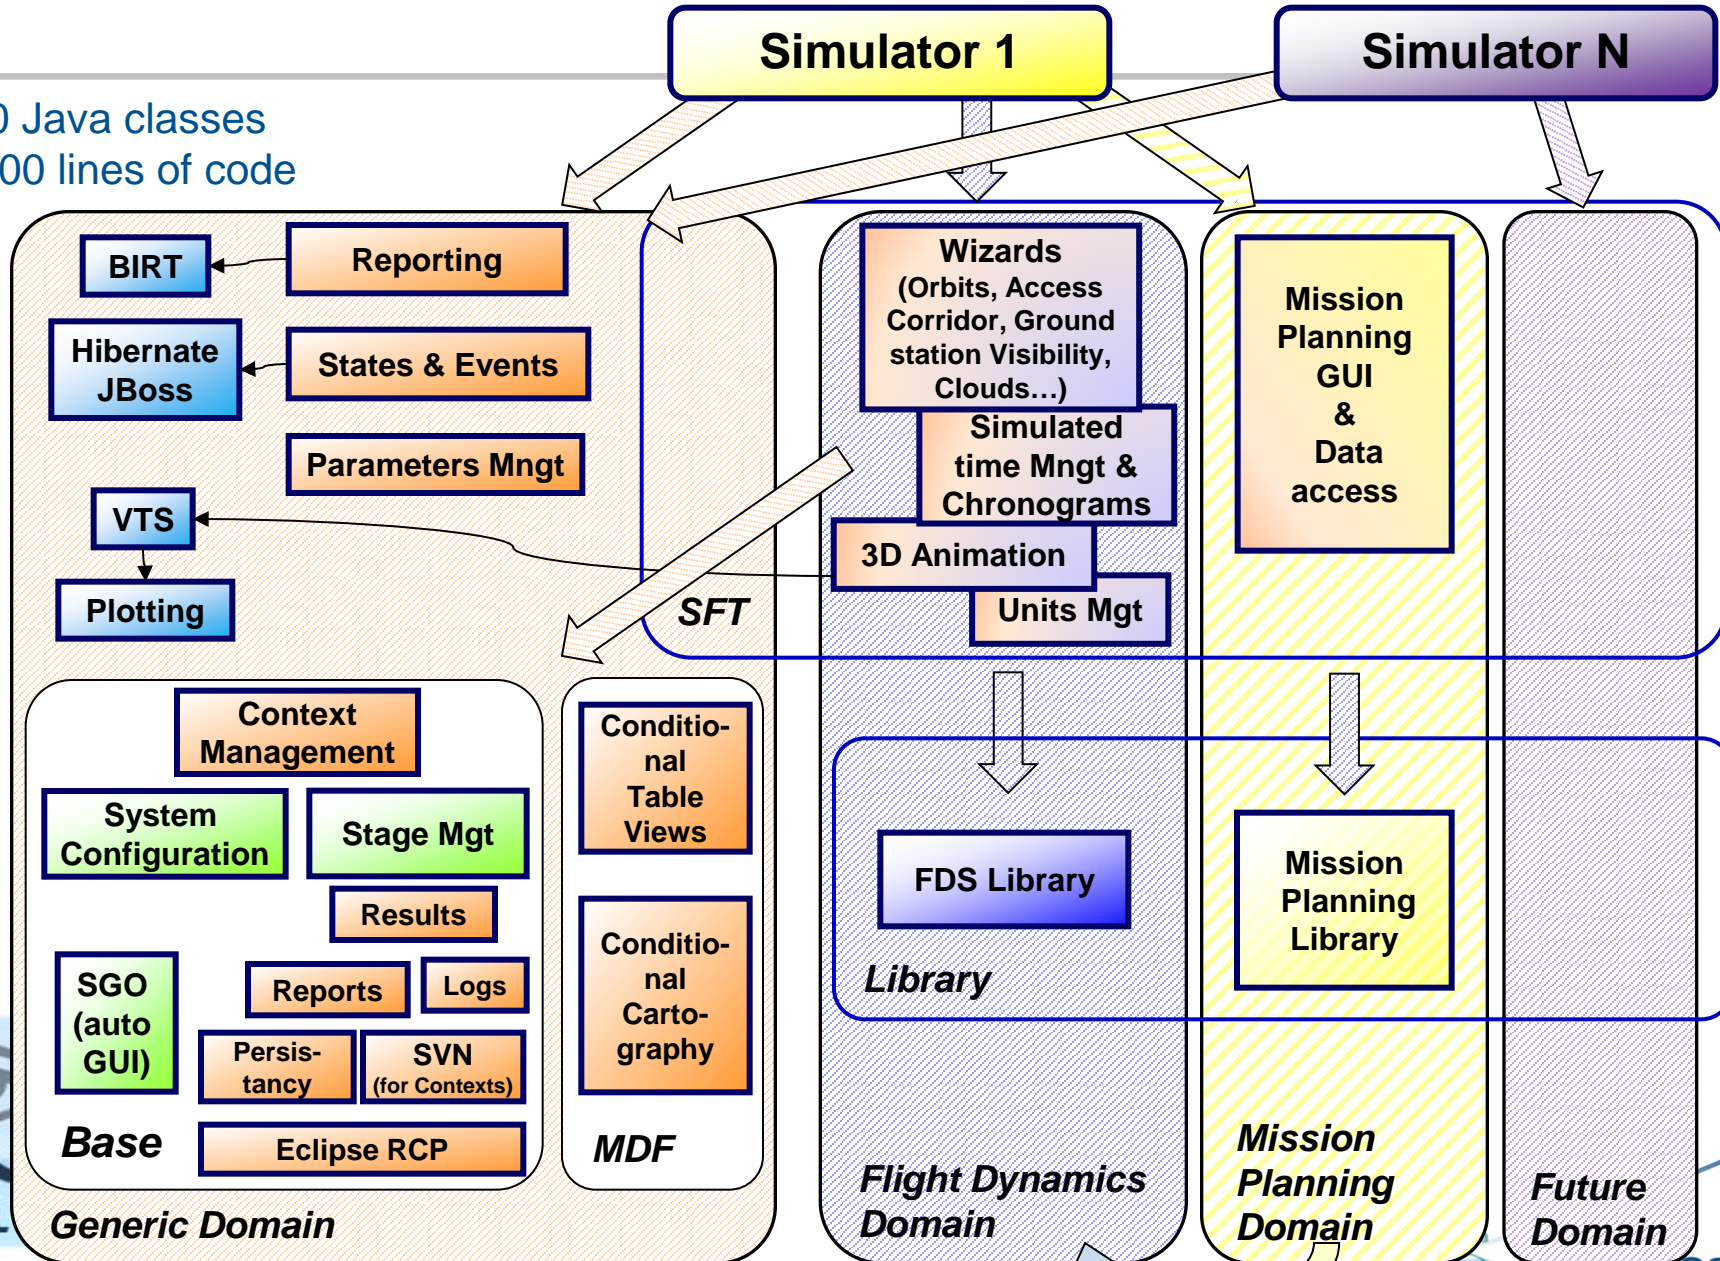 Simulator 1
Simulator N
0 Java classes
00 lines of code
BIRT
Reporting
Hibernate
JBoss
States & Events
Parameters Mngt
VTS
Plotting
SFT
Wizards
(Orbits, Access
Corridor, Ground
station Visibility,
Clouds…)
Simulated
time Mngt &
Chronograms
3D Animation
Units Mgt
Mission
Planning
GUI
&
Data
access
Context
Management
System
Configuration
Stage Mgt
Results
SGO
(auto
GUI)
Reports
Logs
Persis-
tancy
SVN
(for Contexts)
Eclipse RCP
Base
Conditio-
nal
Table
Views
Conditio-
nal
Carto-
graphy
MDF
Generic Domain
FDS Library
Library
Flight Dynamics
Domain
Mission
Planning
Library
Mission
Planning
Domain
Future
Domain